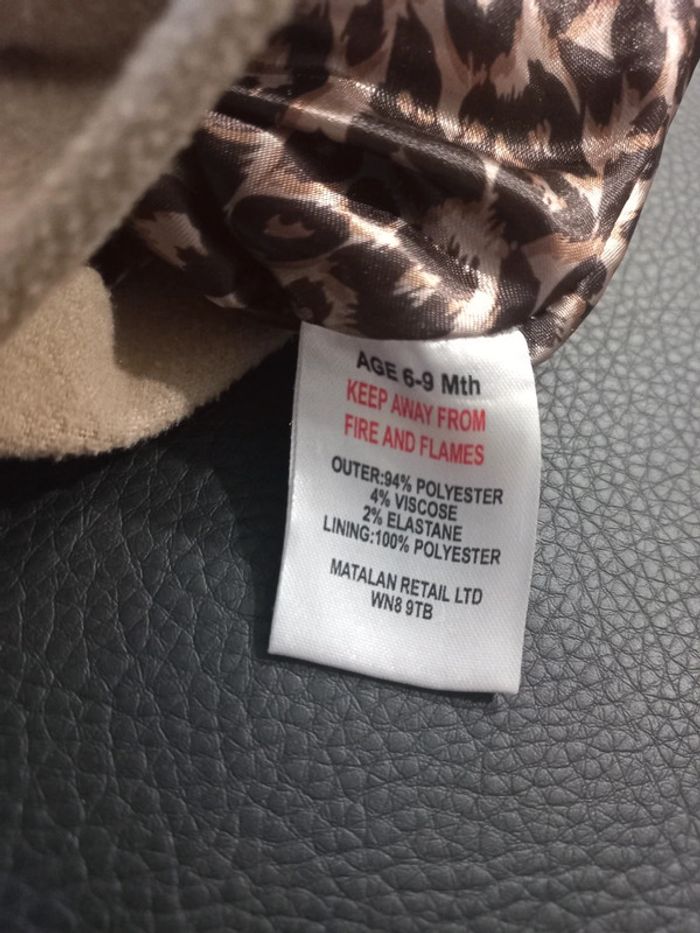 AGE 6-9 Mth
KEEP AWAY FROM
FIRE AND FLAMES
OUTER:94% POLYESTER
4% VISCOSE
2% ELASTANE
LINING:100% POLYESTER
MATALAN RETAIL LTD
WN8 9TB